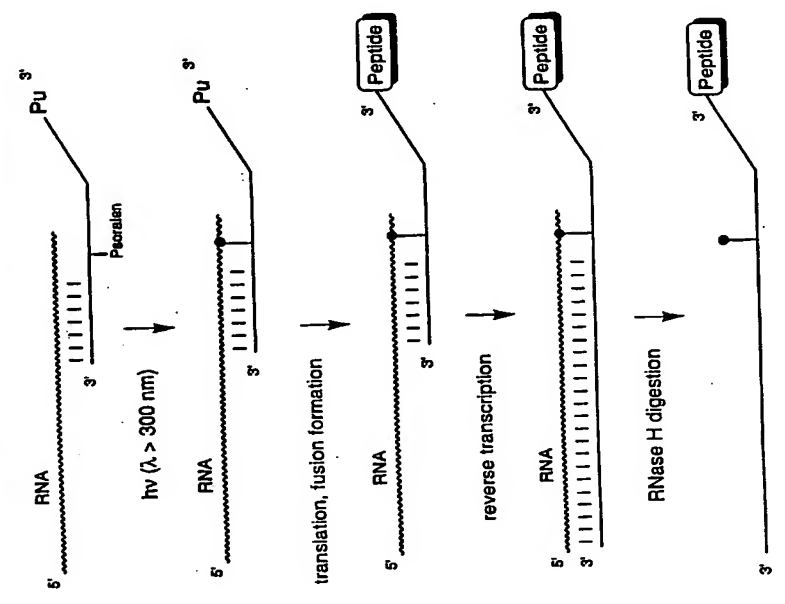 3'
Pu
Psoralen
RNA
5'
3'
hν (λ > 300 nm)
3'
Pu
RNA
5'
3'
translation, fusion formation
Peptide
3'
5'
3'
reverse transcription
Peptide
3'
RNA
5'
3'
RNase H digestion
Peptide
3'
3'